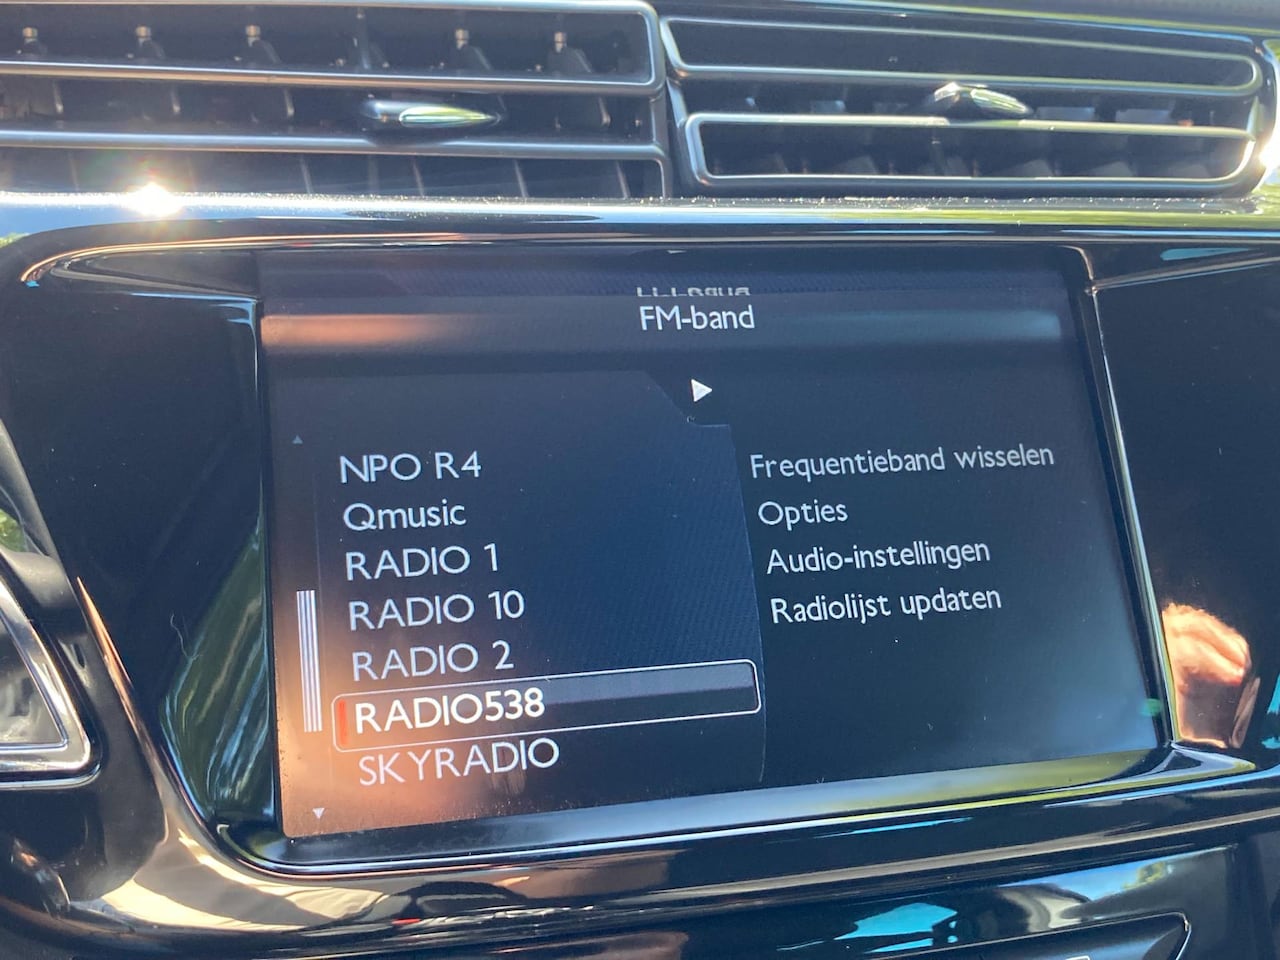 FM-band
NPO R4
Qmusic
RADIO 1
RADIO 10
RADIO 2
RADIO538
SKYRADIO
Frequentieband wisselen
Opties
Audio-instellingen
Radiolijst updaten